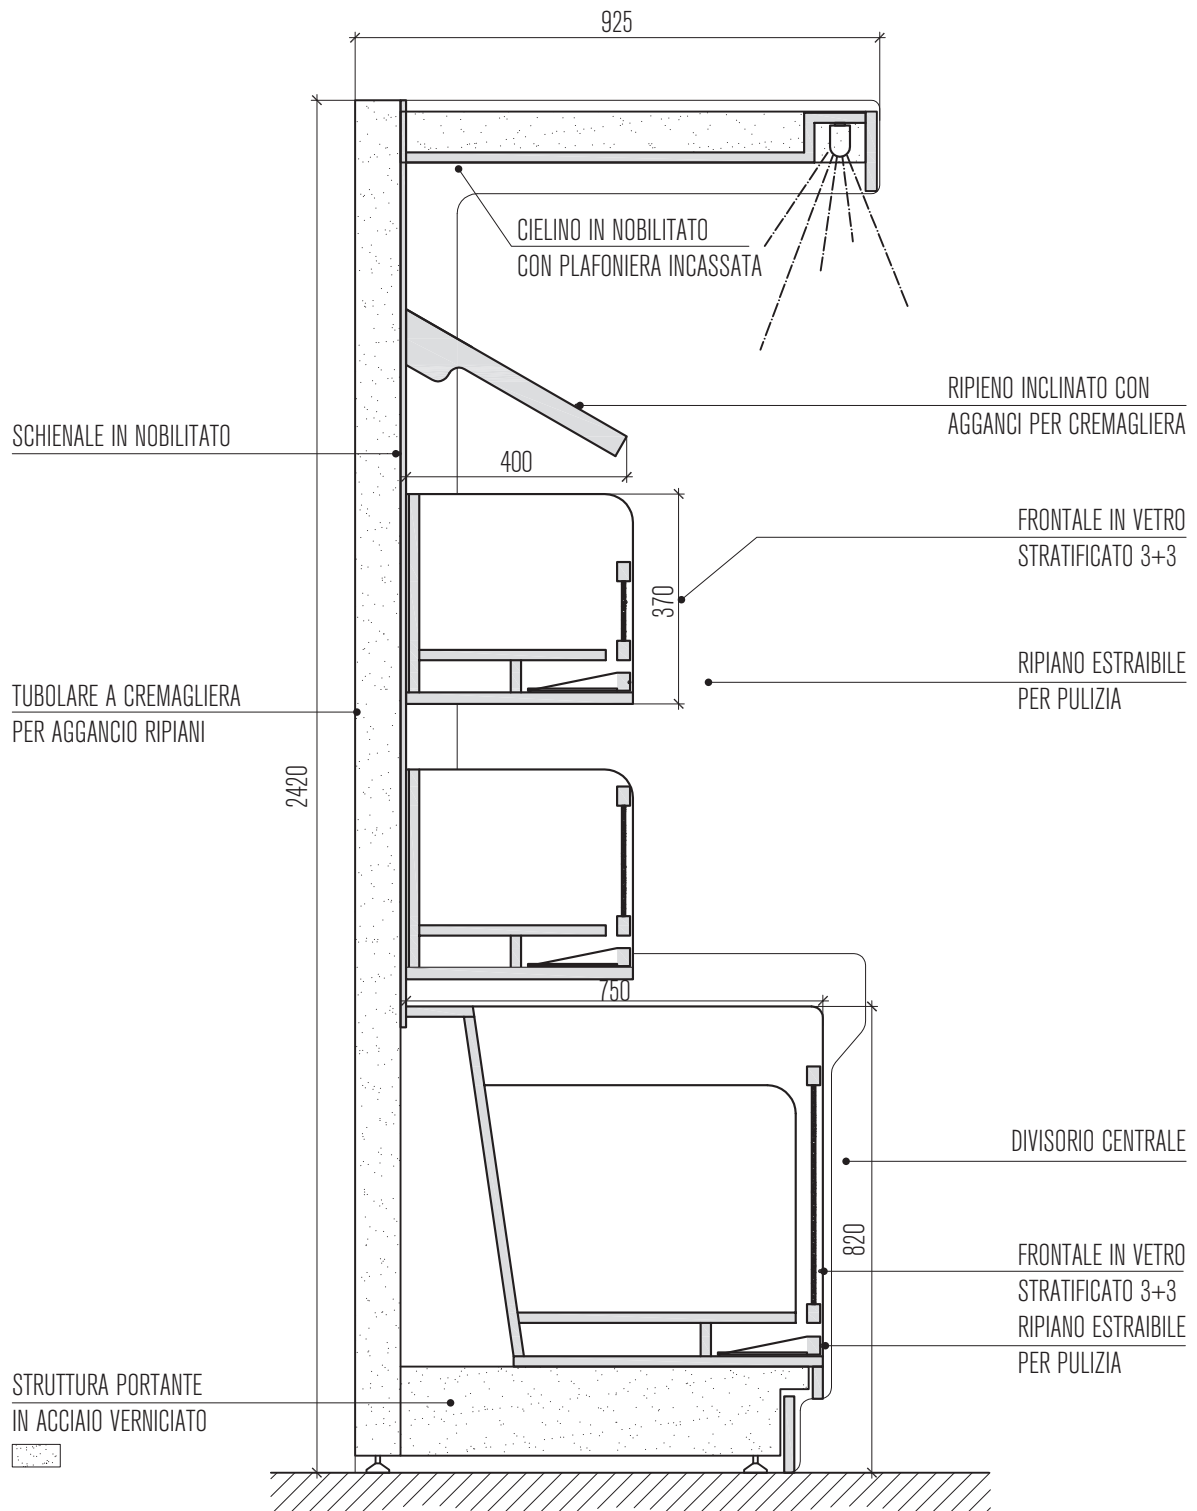 925
CIELINO IN NOBILITATO
CON PLAFONIERA INCASSATA
RIPIENO INCLINATO CON
AGGANCI PER CREMAGLIERA
SCHIENALE IN NOBILITATO
400
FRONTALE IN VETRO
STRATIFICATO 3+3
370
RIPIANO ESTRAIBILE
PER PULIZIA
TUBOLARE A CREMAGLIERA
PER AGGANCIO RIPIANI
2420
750
DIVISORIO CENTRALE
820
FRONTALE IN VETRO
STRATIFICATO 3+3
RIPIANO ESTRAIBILE
PER PULIZIA
STRUTTURA PORTANTE
IN ACCIAIO VERNICIATO